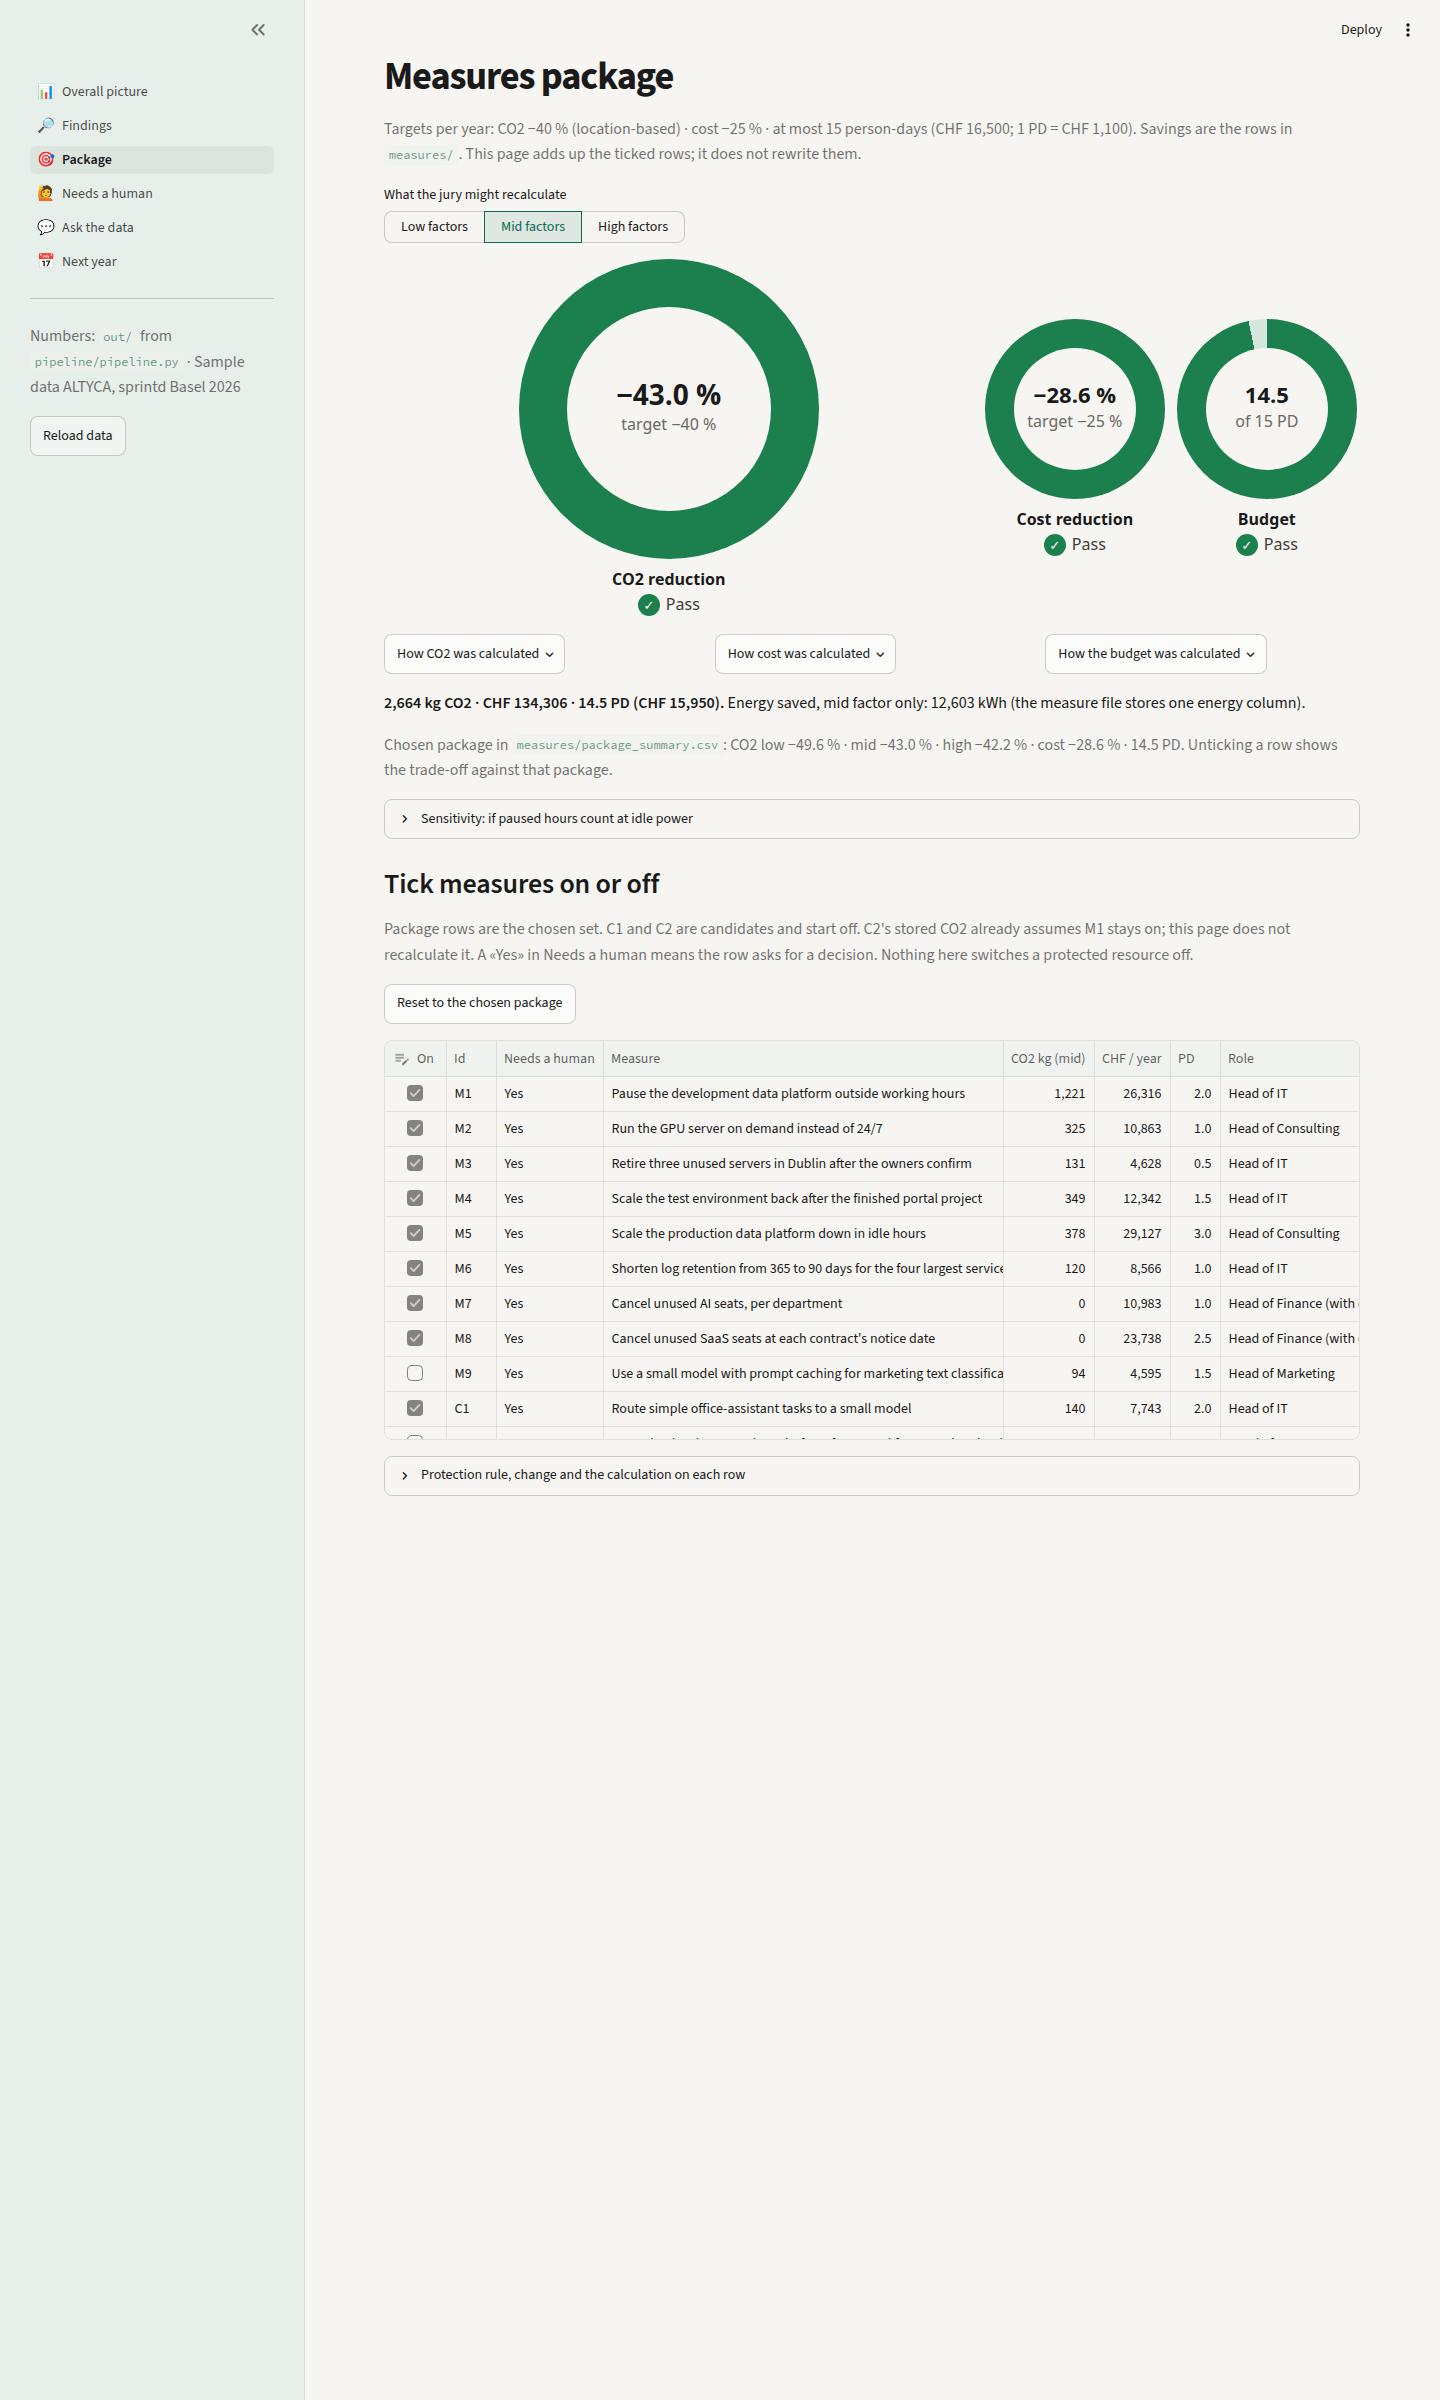 Deploy
Overall picture
Findings
Package
Needs a human
Ask the data
Next year
Numbers: out/ from
pipeline/pipeline.py · Sample
data ALTYCA, sprintd Basel 2026
Reload data
Measures package
Targets per year: CO2 −40 % (location-based) · cost −25 % · at most 15 person-days (CHF 16,500; 1 PD = CHF 1,100). Savings are the rows in
measures/ . This page adds up the ticked rows; it does not rewrite them.
What the jury might recalculate
Low factors Mid factors High factors
−43.0 %
target −40 %
CO2 reduction
✓ Pass
−28.6 %
target −25 %
Cost reduction
✓ Pass
14.5
of 15 PD
Budget
✓ Pass
How CO2 was calculated How cost was calculated How the budget was calculated
2,664 kg CO2 · CHF 134,306 · 14.5 PD (CHF 15,950). Energy saved, mid factor only: 12,603 kWh (the measure file stores one energy column).
Chosen package in measures/package_summary.csv : CO2 low −49.6 % · mid −43.0 % · high −42.2 % · cost −28.6 % · 14.5 PD. Unticking a row shows
the trade-off against that package.
Sensitivity: if paused hours count at idle power
Tick measures on or off
Package rows are the chosen set. C1 and C2 are candidates and start off. C2's stored CO2 already assumes M1 stays on; this page does not
recalculate it. A «Yes» in Needs a human means the row asks for a decision. Nothing here switches a protected resource off.
Reset to the chosen package
On Id Needs a human Measure CO2 kg (mid) CHF / year PD Role
M1 Yes Pause the development data platform outside working hours 1,221 26,316 2.0 Head of IT
M2 Yes Run the GPU server on demand instead of 24/7 325 10,863 1.0 Head of Consulting
M3 Yes Retire three unused servers in Dublin after the owners confirm 131 4,628 0.5 Head of IT
M4 Yes Scale the test environment back after the finished portal project 349 12,342 1.5 Head of IT
M5 Yes Scale the production data platform down in idle hours 378 29,127 3.0 Head of Consulting
M6 Yes Shorten log retention from 365 to 90 days for the four largest service 120 8,566 1.0 Head of IT
M7 Yes Cancel unused AI seats, per department 0 10,983 1.0 Head of Finance (with
M8 Yes Cancel unused SaaS seats at each contract's notice date 0 23,738 2.5 Head of Finance (with
M9 Yes Use a small model with prompt caching for marketing text classifica 94 4,595 1.5 Head of Marketing
C1 Yes Route simple office-assistant tasks to a small model 140 7,743 2.0 Head of IT
Protection rule, change and the calculation on each row